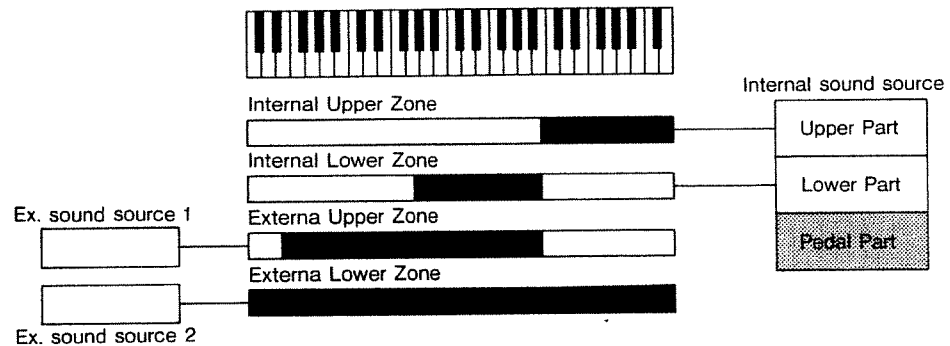 Internal sound source
Internal Upper Zone
Upper Part
Internal Lower Zone
Lower Part
Ex. sound source 1
Externa Upper Zone
Pedal Part
Externa Lower Zone
Ex. sound source 2